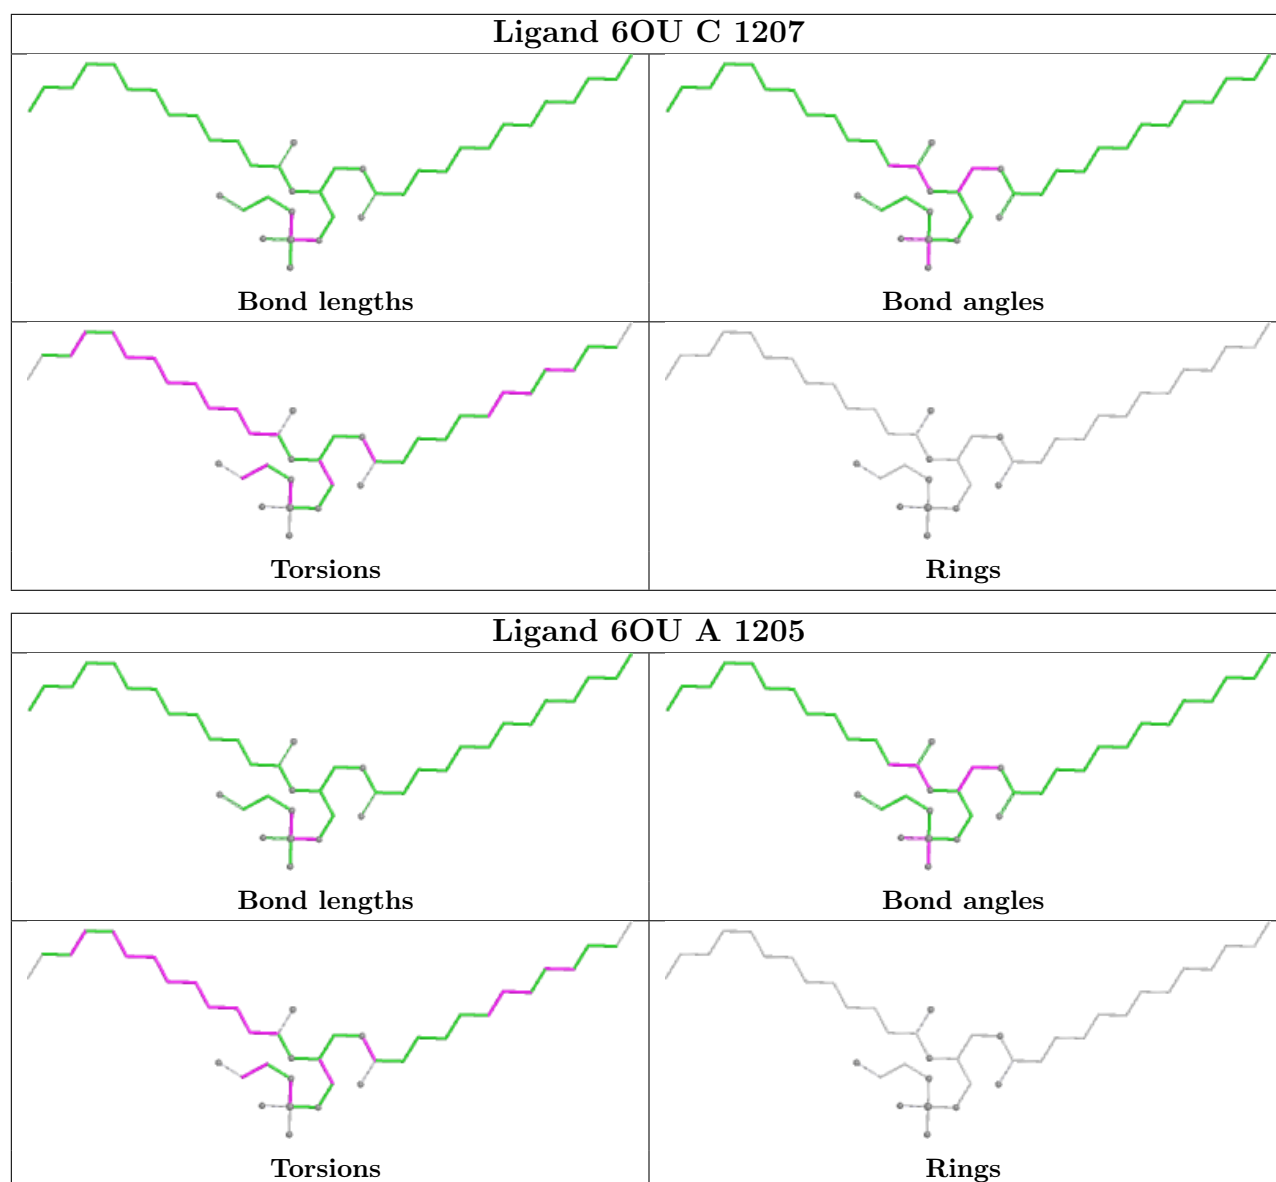 Ligand 6OU C 1207
Bond lengths
Bond angles
Torsions
Rings
Ligand 6OU A 1205
Bond lengths
Bond angles
Torsions
Rings